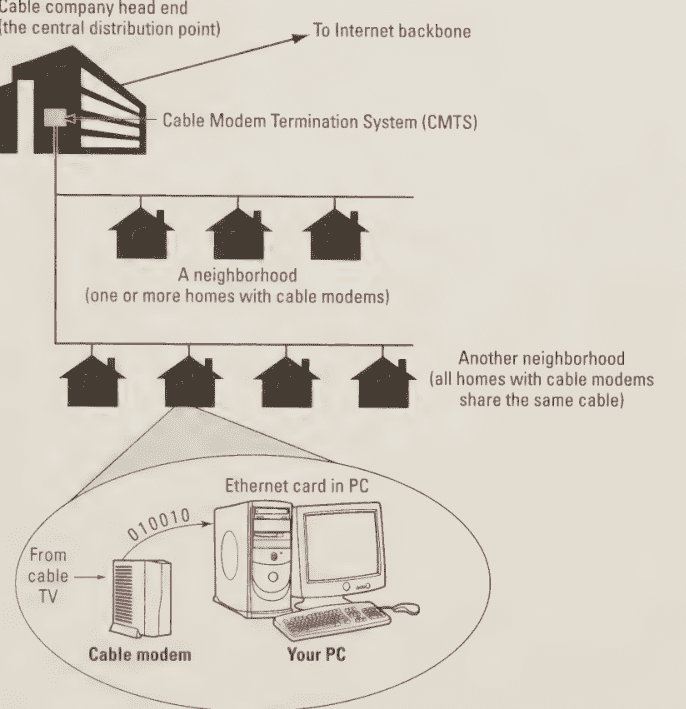 Cable company head end
(the central distribution point)
To Internet backbone
Cable Modem Termination System (CMTS)
A neighborhood
(one or more homes with cable modems)
Another neighborhood
(all homes with cable modems
share the same cable)
Ethernet card in PC
010010
From
cable
TV
Cable modem
Your PC